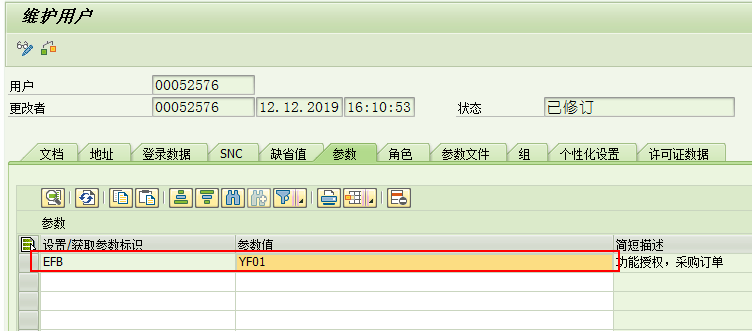 维护用户
用户 00052576
更改者 00052576 12.12.2019 16:10:53 状态 已修订
文档 地址 登录数据 SNC 缺省值 参数 角色 参数文件 组 个性化设置 许可证数据
参数
设置/获取参数标识 参数值 简短描述
EFB YF01 功能授权，采购订单